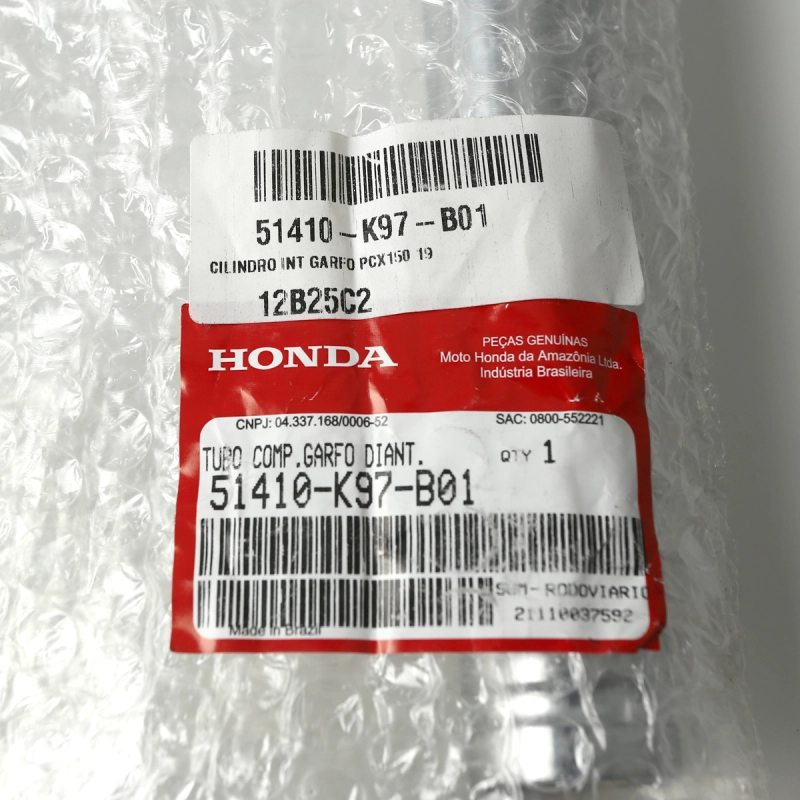 51410-K97-B01
CILINDRO INT GARFO PCX150 19
12B25C2
HONDA
PEÇAS GENUÍNAS
Moto Honda da Amazônia Ltda.
Indústria Brasileira
CNPJ: 04.337.168/0006-52 SAC: 0800-552221
TUBO COMP.GARFO DIANT. QTY 1
51410-K97-B01
SUM-RODOVIARIO
21110037592
Made in Brazil